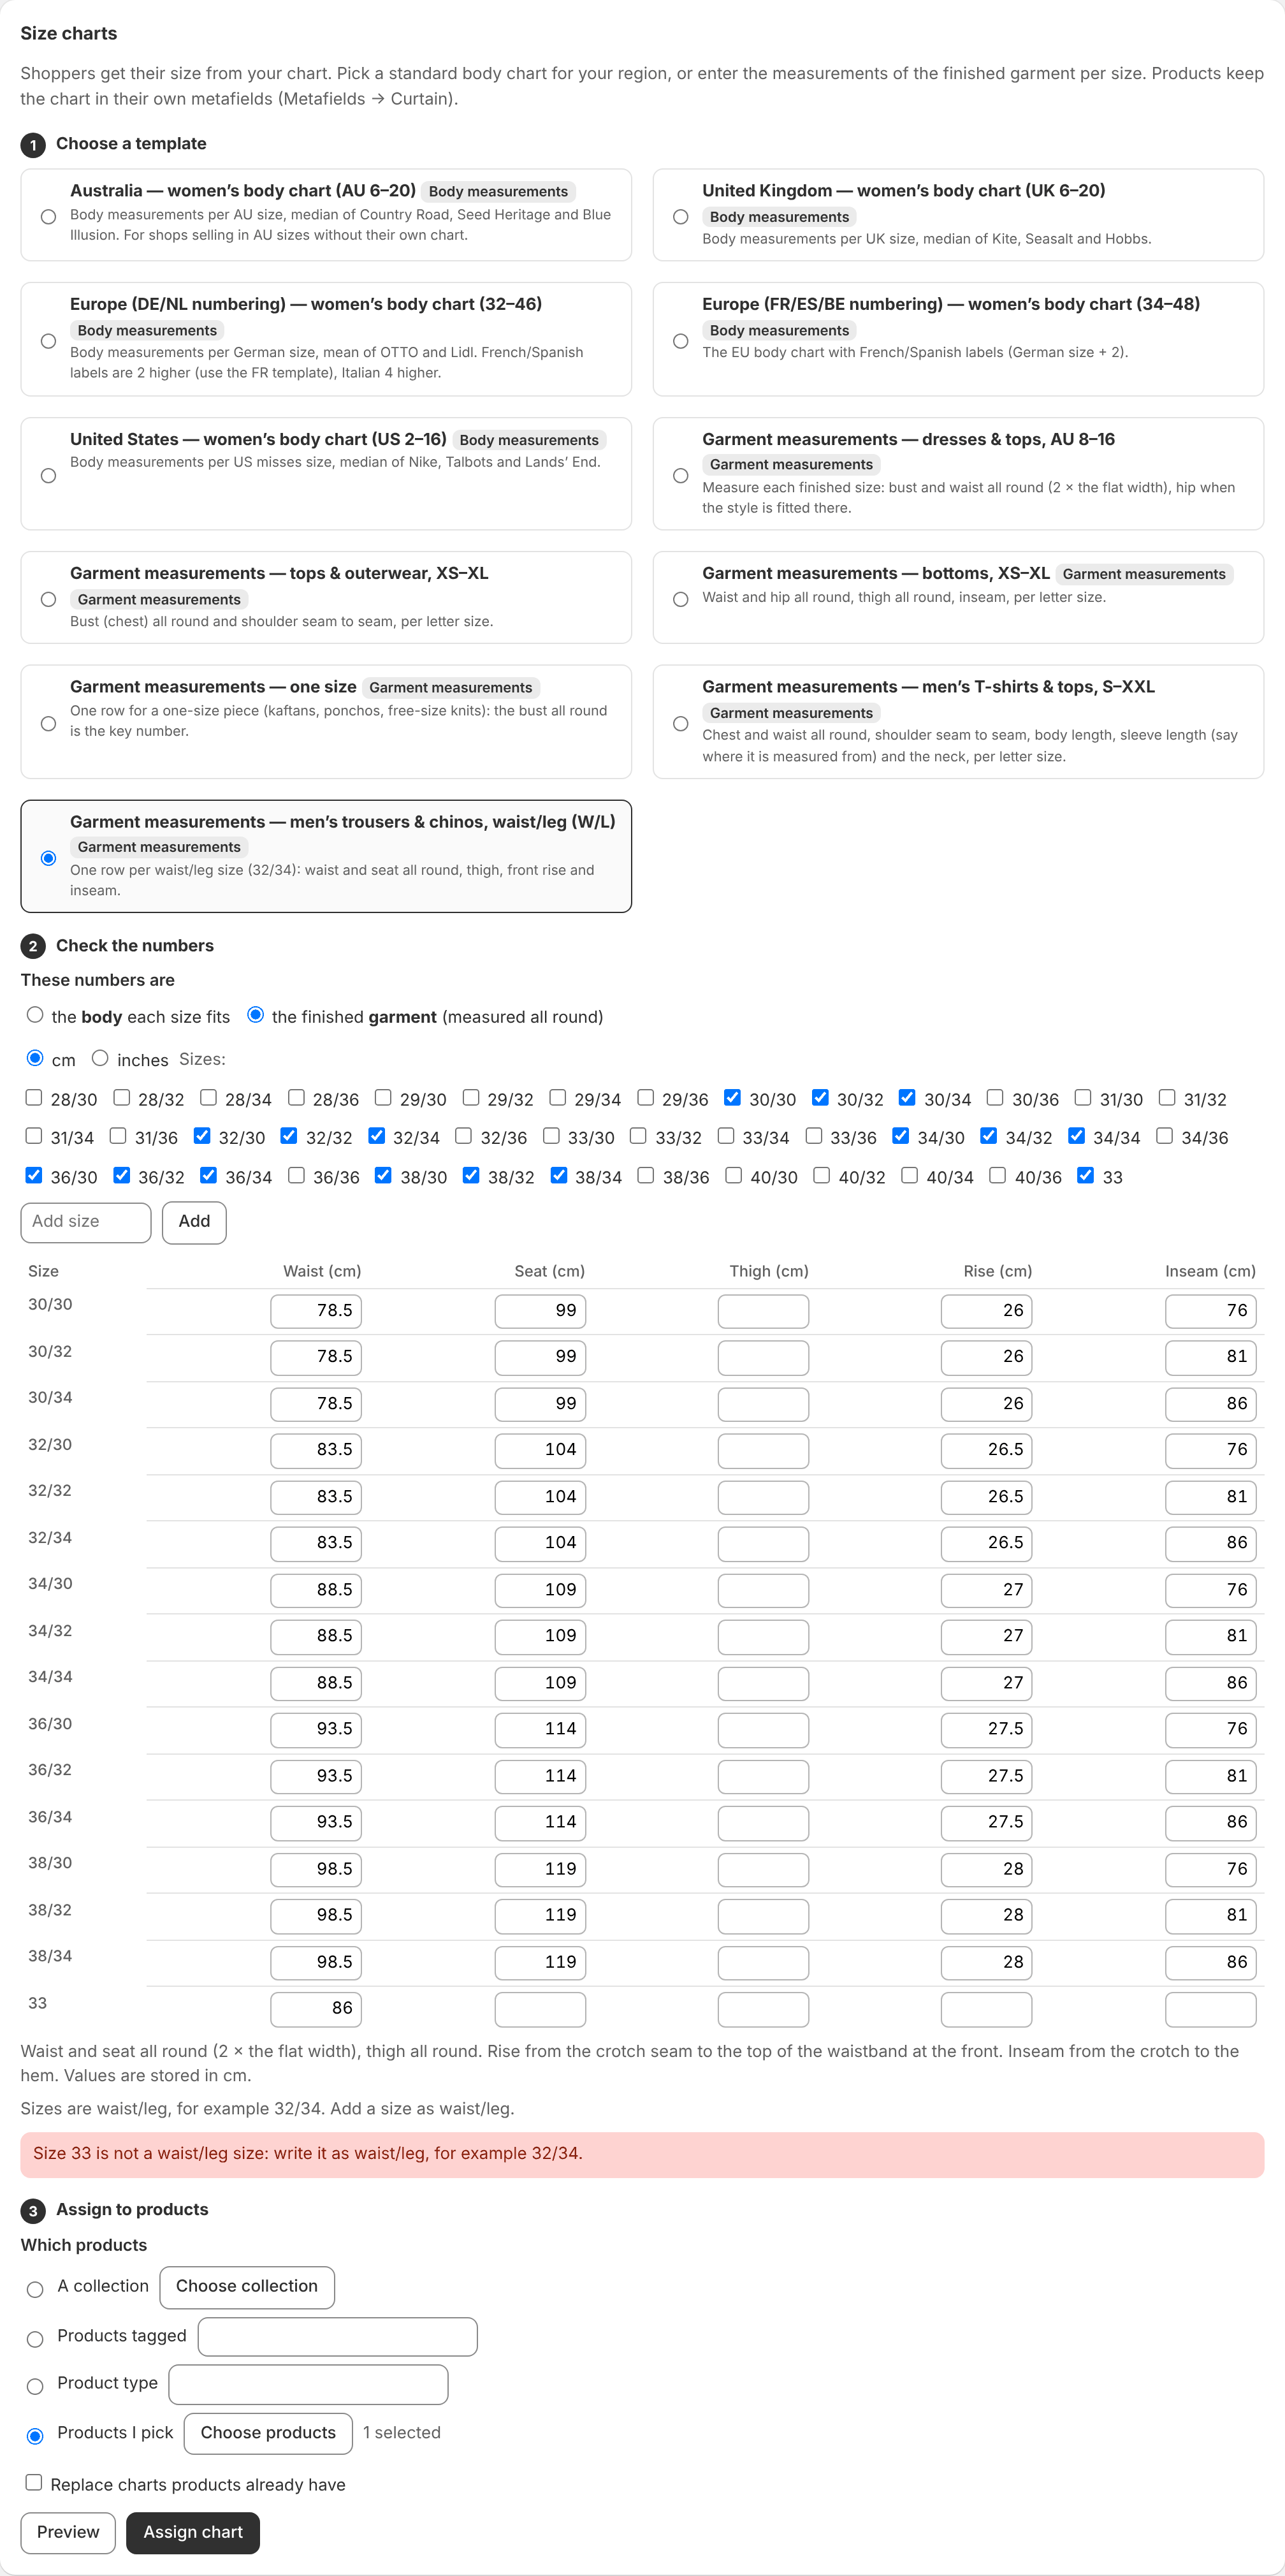 Size charts
Shoppers get their size from your chart. Pick a standard body chart for your region, or enter the measurements of the finished garment per size. Products keep
the chart in their own metafields (Metafields → Curtain).
1 Choose a template
Australia — women’s body chart (AU 6–20) Body measurements
Body measurements per AU size, median of Country Road, Seed Heritage and Blue
Illusion. For shops selling in AU sizes without their own chart.
United Kingdom — women’s body chart (UK 6–20)
Body measurements
Body measurements per UK size, median of Kite, Seasalt and Hobbs.
Europe (DE/NL numbering) — women’s body chart (32–46)
Body measurements
Body measurements per German size, mean of OTTO and Lidl. French/Spanish
labels are 2 higher (use the FR template), Italian 4 higher.
Europe (FR/ES/BE numbering) — women’s body chart (34–48)
Body measurements
The EU body chart with French/Spanish labels (German size + 2).
United States — women’s body chart (US 2–16) Body measurements
Body measurements per US misses size, median of Nike, Talbots and Lands’ End.
Garment measurements — dresses & tops, AU 8–16
Garment measurements
Measure each finished size: bust and waist all round (2 × the flat width), hip when
the style is fitted there.
Garment measurements — tops & outerwear, XS–XL
Garment measurements
Bust (chest) all round and shoulder seam to seam, per letter size.
Garment measurements — bottoms, XS–XL Garment measurements
Waist and hip all round, thigh all round, inseam, per letter size.
Garment measurements — one size Garment measurements
One row for a one-size piece (kaftans, ponchos, free-size knits): the bust all round
is the key number.
Garment measurements — men’s T-shirts & tops, S–XXL
Garment measurements
Chest and waist all round, shoulder seam to seam, body length, sleeve length (say
where it is measured from) and the neck, per letter size.
Garment measurements — men’s trousers & chinos, waist/leg (W/L)
Garment measurements
One row per waist/leg size (32/34): waist and seat all round, thigh, front rise and
inseam.
2 Check the numbers
These numbers are
the body each size fits the finished garment (measured all round)
cm inches Sizes:
28/30 28/32 28/34 28/36 29/30 29/32 29/34 29/36 30/30 30/32 30/34 30/36 31/30 31/32
31/34 31/36 32/30 32/32 32/34 32/36 33/30 33/32 33/34 33/36 34/30 34/32 34/34 34/36
36/30 36/32 36/34 36/36 38/30 38/32 38/34 38/36 40/30 40/32 40/34 40/36 33
Add size Add
Size Waist (cm) Seat (cm) Thigh (cm) Rise (cm) Inseam (cm)
30/30 78.5 99 26 76
30/32 78.5 99 26 81
30/34 78.5 99 26 86
32/30 83.5 104 26.5 76
32/32 83.5 104 26.5 81
32/34 83.5 104 26.5 86
34/30 88.5 109 27 76
34/32 88.5 109 27 81
34/34 88.5 109 27 86
36/30 93.5 114 27.5 76
36/32 93.5 114 27.5 81
36/34 93.5 114 27.5 86
38/30 98.5 119 28 76
38/32 98.5 119 28 81
38/34 98.5 119 28 86
33 86
Waist and seat all round (2 × the flat width), thigh all round. Rise from the crotch seam to the top of the waistband at the front. Inseam from the crotch to the
hem. Values are stored in cm.
Sizes are waist/leg, for example 32/34. Add a size as waist/leg.
Size 33 is not a waist/leg size: write it as waist/leg, for example 32/34.
3 Assign to products
Which products
A collection Choose collection
Products tagged
Product type
Products I pick Choose products 1 selected
Replace charts products already have
Preview Assign chart